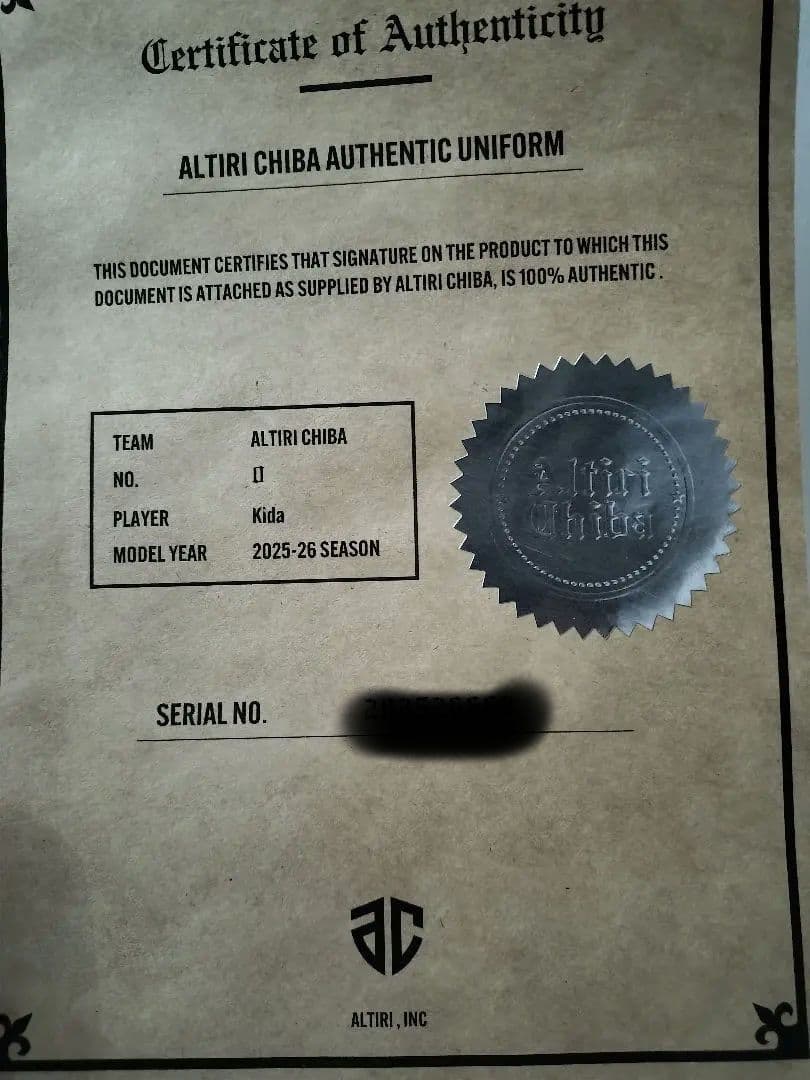 Certificate of Authenticity
ALTIRI CHIBA AUTHENTIC UNIFORM
THIS DOCUMENT CERTIFIES THAT SIGNATURE ON THE PRODUCT TO WHICH THIS
DOCUMENT IS ATTACHED AS SUPPLIED BY ALTIRI CHIBA, IS 100% AUTHENTIC .
TEAM ALTIRI CHIBA
NO. 0
PLAYER Kida
MODEL YEAR 2025-26 SEASON
Altiri
Chiba
SERIAL NO.
ac
ALTIRI , INC